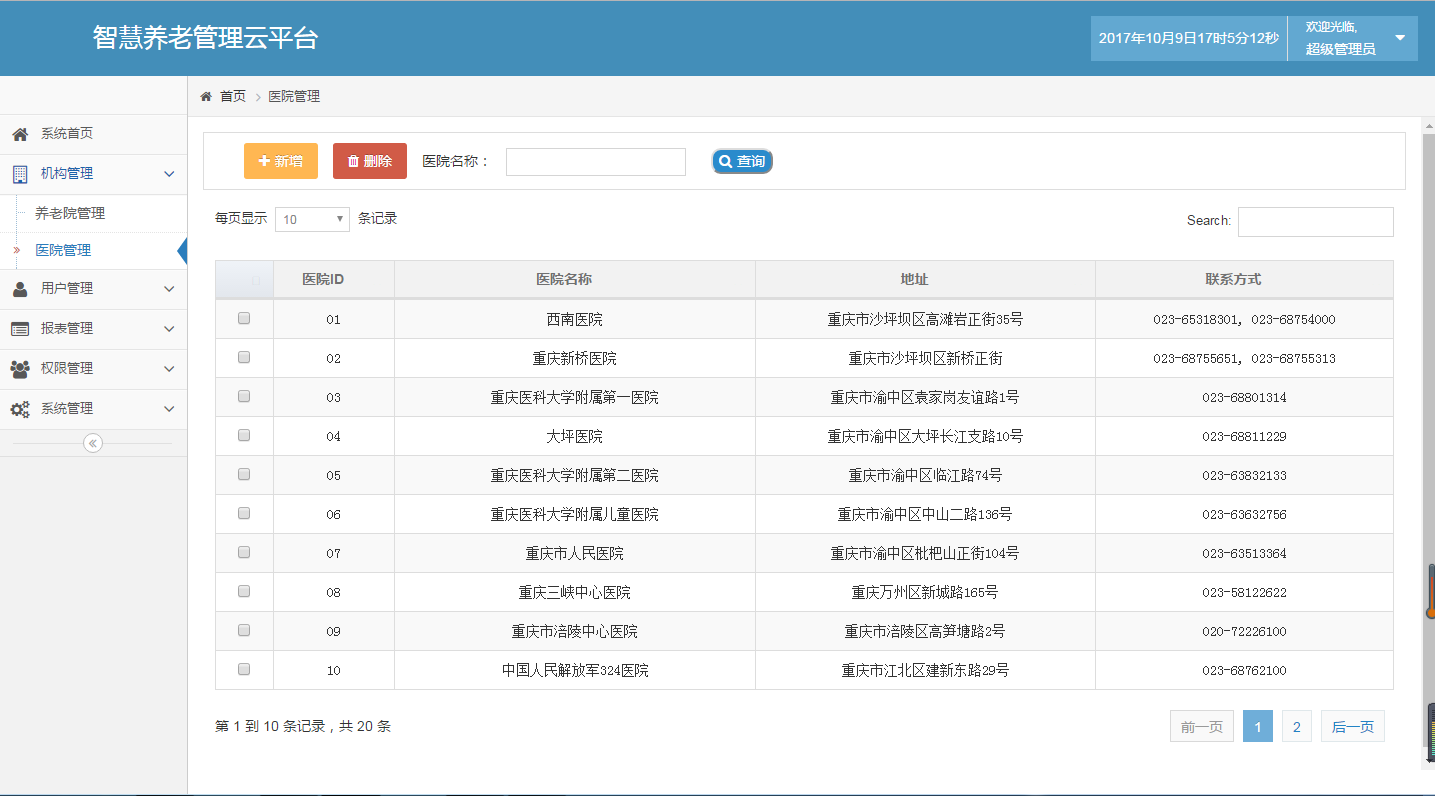 智慧养老管理云平台
2017年10月9日17时5分12秒
欢迎光临,
超级管理员
首页 医院管理
系统首页
机构管理
养老院管理
医院管理
用户管理
报表管理
权限管理
系统管理
新增 删除 医院名称： 查询
每页显示 10 条记录 Search:
医院ID 医院名称 地址 联系方式
01 西南医院 重庆市沙坪坝区高滩岩正街35号 023-65318301, 023-68754000
02 重庆新桥医院 重庆市沙坪坝区新桥正街 023-68755651, 023-68755313
03 重庆医科大学附属第一医院 重庆市渝中区袁家岗友谊路1号 023-68801314
04 大坪医院 重庆市渝中区大坪长江支路10号 023-68811229
05 重庆医科大学附属第二医院 重庆市渝中区临江路74号 023-63832133
06 重庆医科大学附属儿童医院 重庆市渝中区中山二路136号 023-63632756
07 重庆市人民医院 重庆市渝中区枇杷山正街104号 023-63513364
08 重庆三峡中心医院 重庆万州区新城路165号 023-58122622
09 重庆市涪陵中心医院 重庆市涪陵区高笋塘路2号 020-72226100
10 中国人民解放军324医院 重庆市江北区建新东路29号 023-68762100
第 1 到 10 条记录，共 20 条
前一页 1 2 后一页